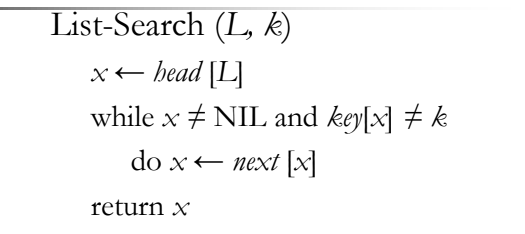 List-Search (L, k)
x ← head [L]
while x ≠ NIL and key[x] ≠ k
do x ← next [x]
return x